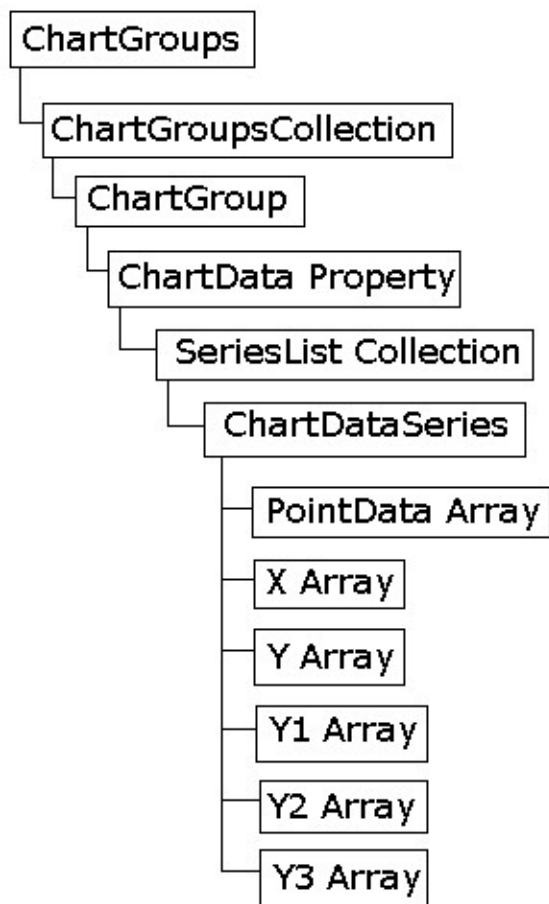 ChartGroups
ChartGroupsCollection
ChartGroup
ChartData Property
SeriesList Collection
ChartDataSeries
PointData Array
X Array
Y Array
Y1 Array
Y2 Array
Y3 Array